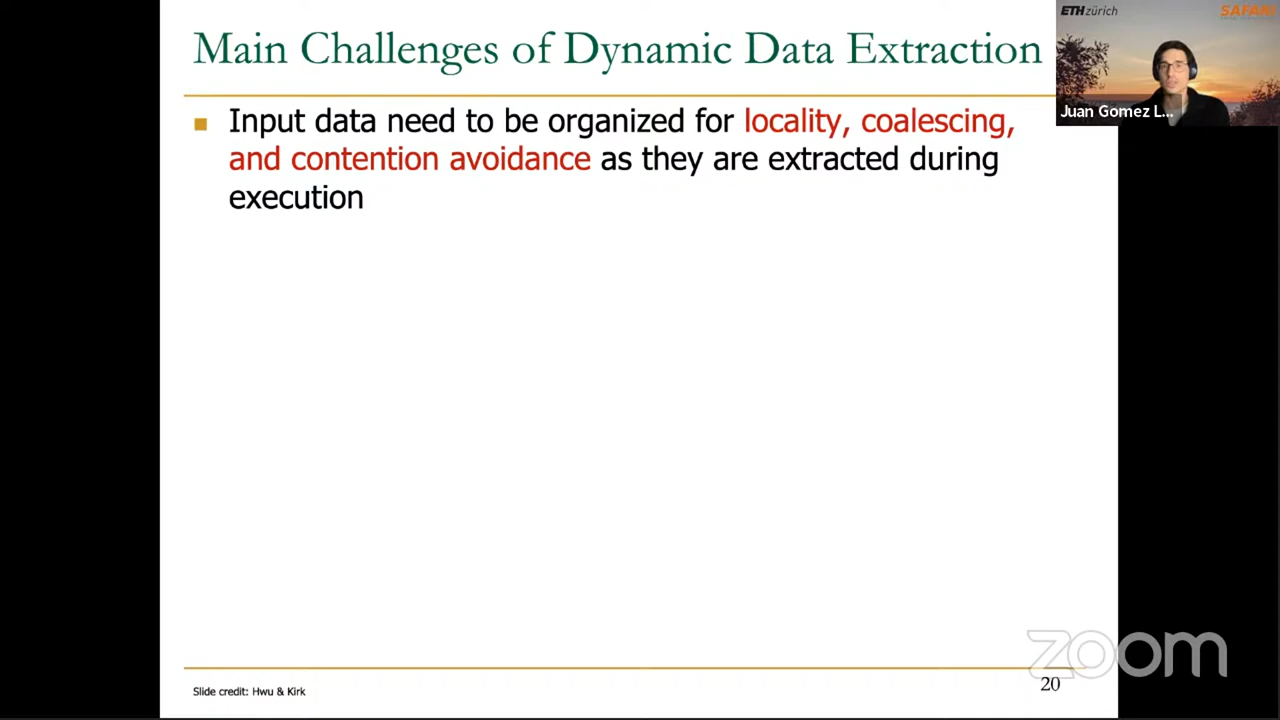 Main Challenges of Dynamic Data Extraction
ETH zürich
SAFARI
Juan Gomez L...
Input data need to be organized for locality, coalescing,
and contention avoidance as they are extracted during
execution
zoom
Slide credit: Hwu & Kirk
20